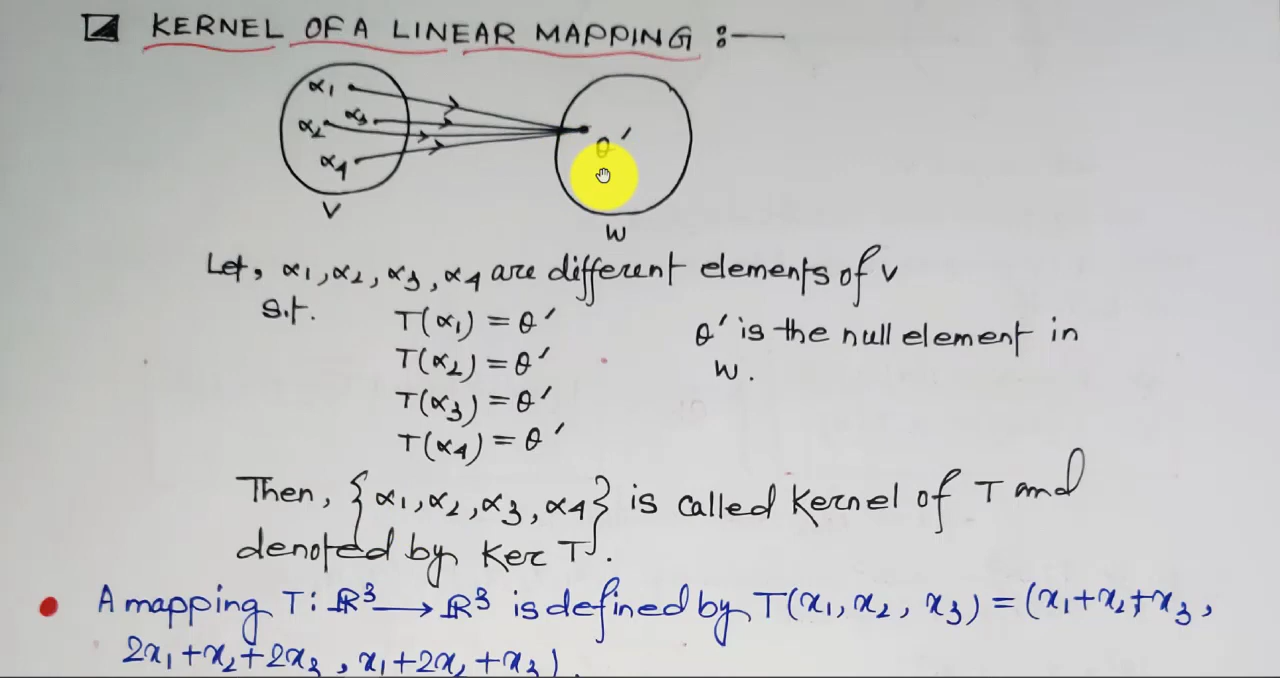 KERNEL OF A LINEAR MAPPING :—
α1
α2 α3
α4
θ'
V
W
Let, α1, α2, α3, α4 are different elements of V
s.t. T(α1) = θ'
θ' is the null element in
W.
T(α2) = θ'
T(α3) = θ'
T(α4) = θ'
Then, {α1, α2, α3, α4} is called Kernel of T and
denoted by Ker T.
A mapping T: ℝ³ → ℝ³ is defined by T(x1, x2, x3) = (x1+x2+x3,
2x1+x2+2x3, x1+2x2+x3).